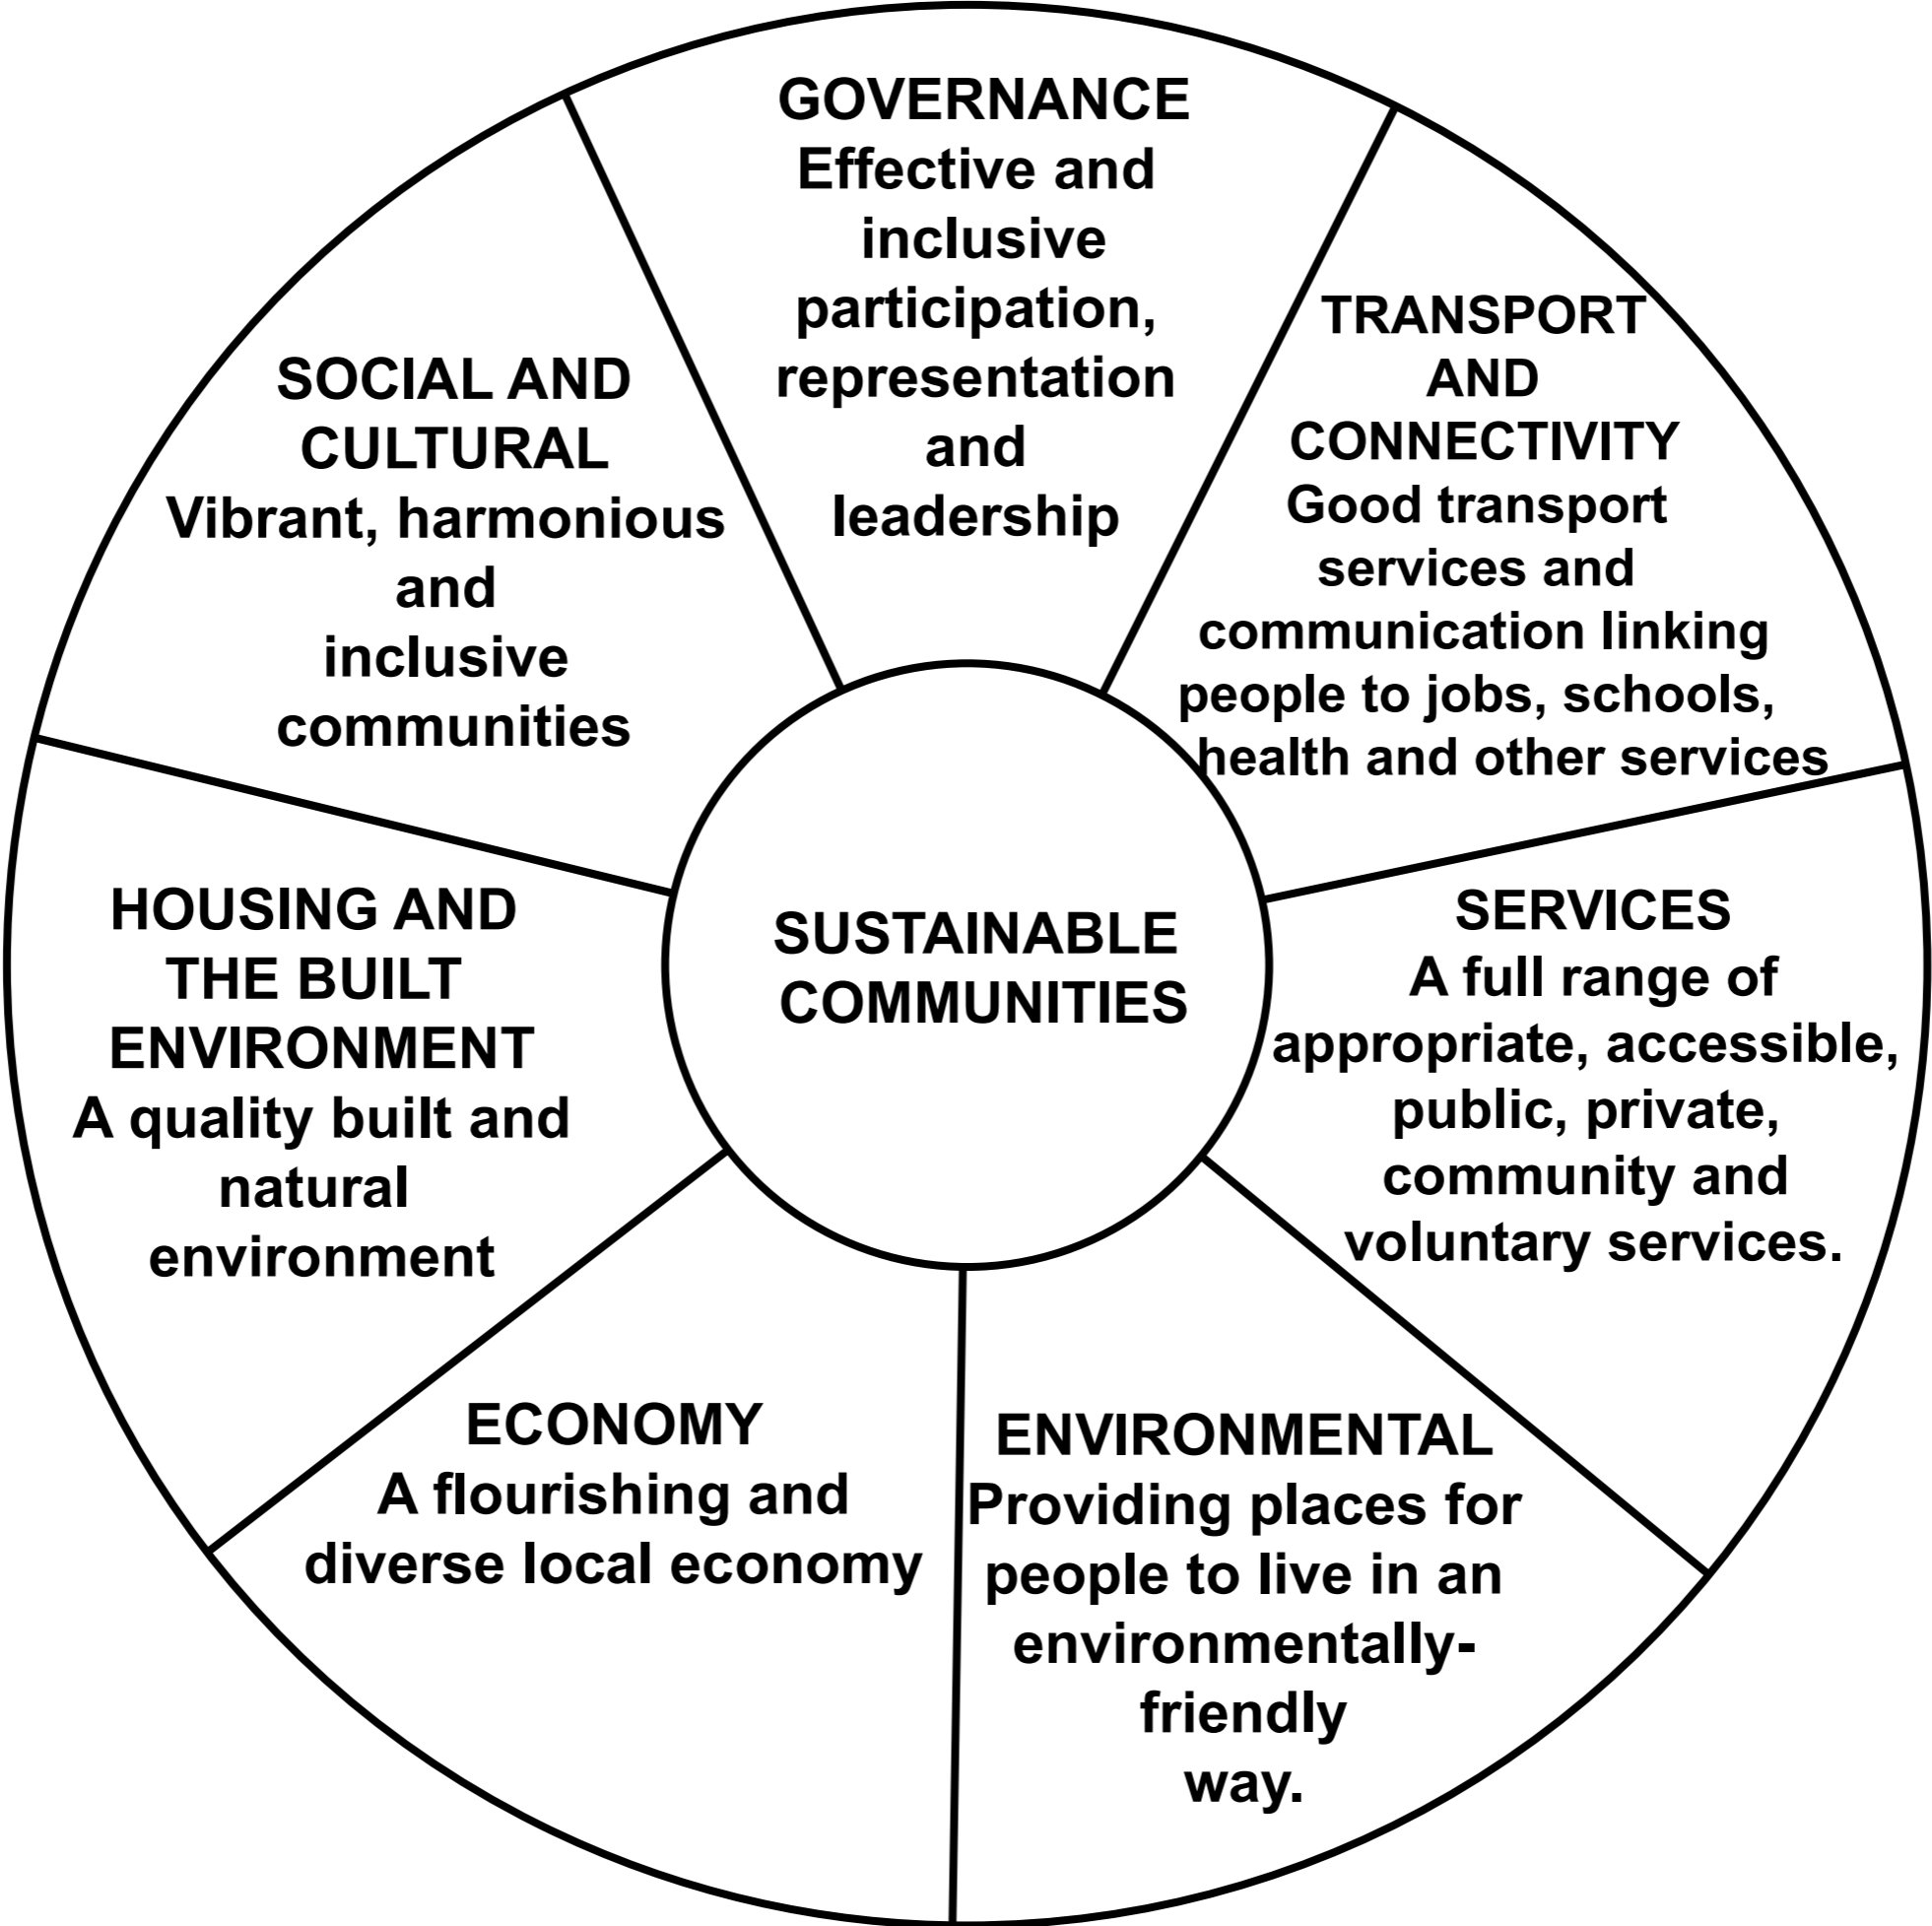 GOVERNANCE
Effective and
inclusive
participation,
representation
and
leadership
TRANSPORT
AND
CONNECTIVITY
Good transport
services and
communication linking
people to jobs, schools,
health and other services
SERVICES
A full range of
appropriate, accessible,
public, private,
community and
voluntary services.
ENVIRONMENTAL
Providing places for
people to live in an
environmentally-
friendly
way.
ECONOMY
A flourishing and
diverse local economy
HOUSING AND
THE BUILT
ENVIRONMENT
A quality built and
natural
environment
SOCIAL AND
CULTURAL
Vibrant, harmonious
and
inclusive
communities
SUSTAINABLE
COMMUNITIES